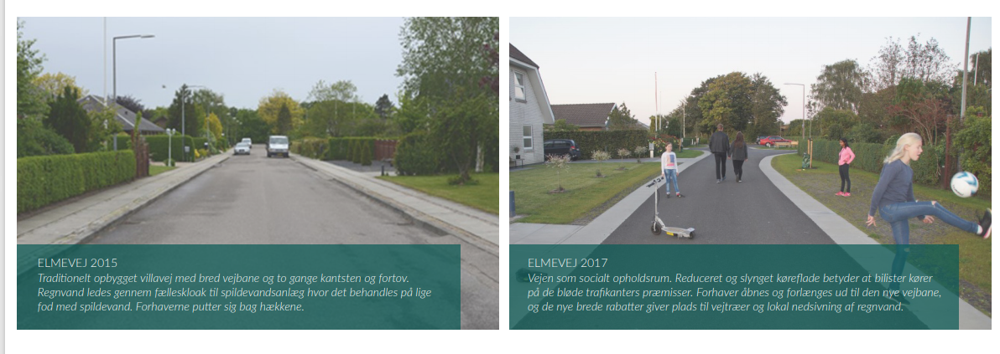 ELMEVEJ 2015
Traditionelt opbygget villavej med bred vejbane og to gange kantsten og fortov.
Regnvand ledes gennem fælleskloak til spildevandsanlæg hvor det behandles på lige
fod med spildevand. Forhaverne putter sig bag hækkene.
ELMEVEJ 2017
Vejen som socialt opholdsrum. Reduceret og slynget køreflade betyder at bilister kører
på de bløde trafikanters præmisser. Forhaver åbnes og forlænges ud til den nye vejbane,
og de nye brede rabatter giver plads til vejtræer og lokal nedsivning af regnvand.